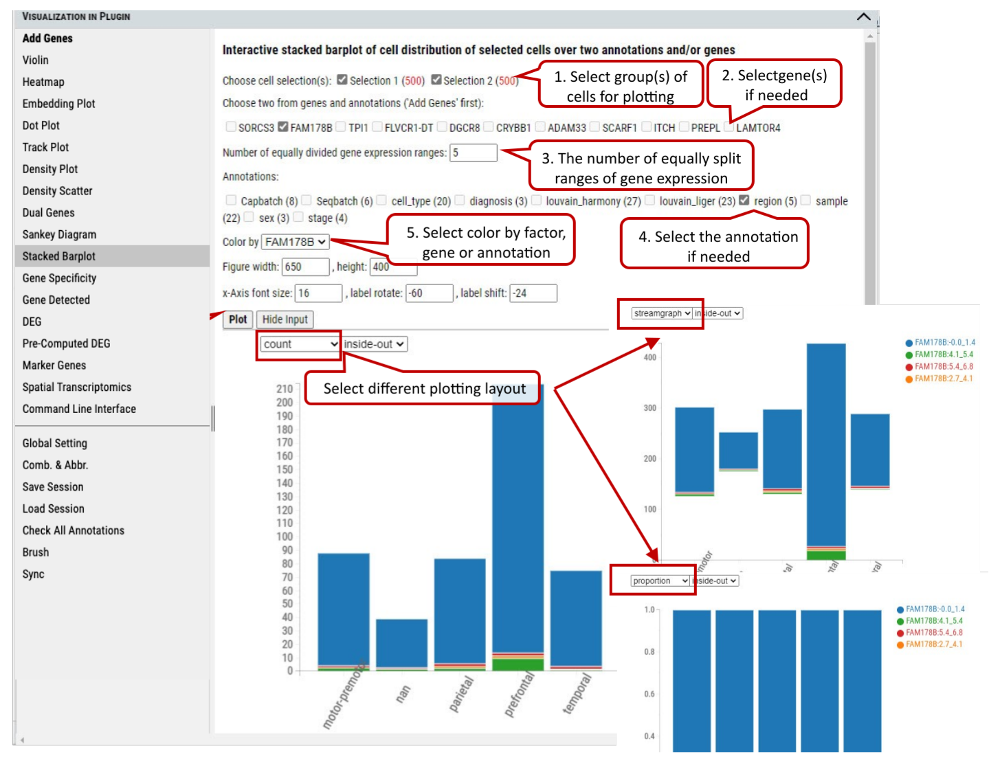 VISUALIZATION IN PLUGIN
Add Genes
Violin
Heatmap
Embedding Plot
Dot Plot
Track Plot
Density Plot
Density Scatter
Dual Genes
Sankey Diagram
Stacked Barplot
Gene Specificity
Gene Detected
DEG
Pre-Computed DEG
Marker Genes
Spatial Transcriptomics
Command Line Interface
Global Setting
Comb. & Abbr.
Save Session
Load Session
Check All Annotations
Brush
Sync
Interactive stacked barplot of cell distribution of selected cells over two annotations and/or genes
Choose cell selection(s): Selection 1 (500) Selection 2 (500)
1. Select group(s) of
cells for plotting
2. Selectgene(s)
if needed
Choose two from genes and annotations ('Add Genes' first):
SORCS3 FAM178B TPI1 FLVCR1-DT DGCR8 CRYBB1 ADAM33 SCARF1 ITCH PREPL LAMTOR4
Number of equally divided gene expression ranges: 5
3. The number of equally split
ranges of gene expression
Annotations:
Capbatch (8) Seqbatch (6) cell_type (20) diagnosis (3) louvain_harmony (27) louvain_liger (23) region (5) sample
(22) sex (3) stage (4)
Color by FAM178B
5. Select color by factor,
gene or annotation
4. Select the annotation
if needed
Figure width: 650 , height: 400
x-Axis font size: 16 , label rotate: -60 , label shift: -24
Plot Hide Input
count inside-out
Select different plotting layout
210
200
190
180
170
160
150
140
130
120
110
100
90
80
70
60
50
40
30
20
10
0
motor-premotor
nan
parietal
prefrontal
temporal
streamgraph inside-out
FAM178B:-0.0_1.4
FAM178B:4.1_5.4
FAM178B:5.4_6.8
FAM178B:2.7_4.1
400
300
200
100
proportion inside-out
FAM178B:-0.0_1.4
FAM178B:4.1_5.4
FAM178B:5.4_6.8
FAM178B:2.7_4.1
1.0
0.8
0.6
0.4